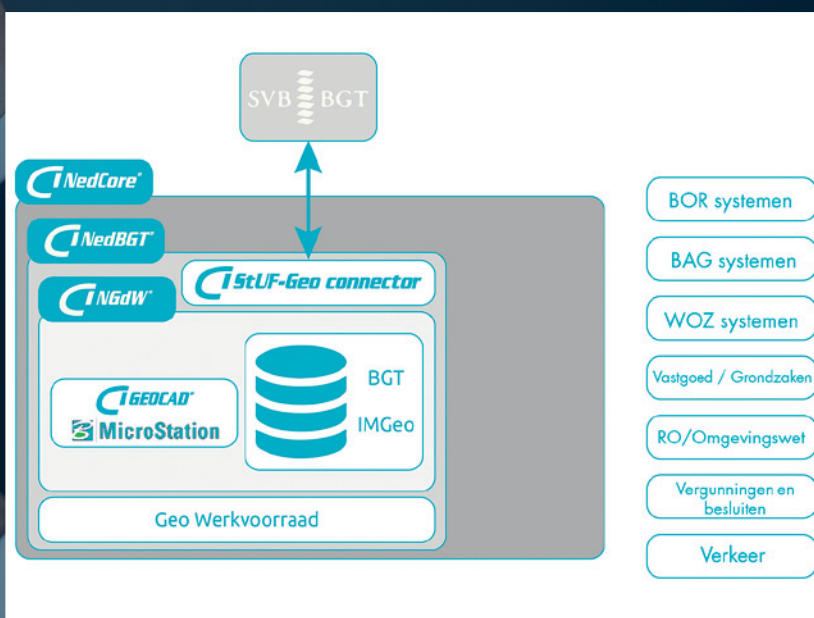 SVB BGT
NedCore
NedBGT
StUF-Geo connector
NGdW
GEOCAD
MicroStation
BGT
IMGeo
Geo Werkvoorraad
BOR systemen
BAG systemen
WOZ systemen
Vastgoed / Grondzaken
RO/Omgevingswet
Vergunningen en
besluiten
Verkeer